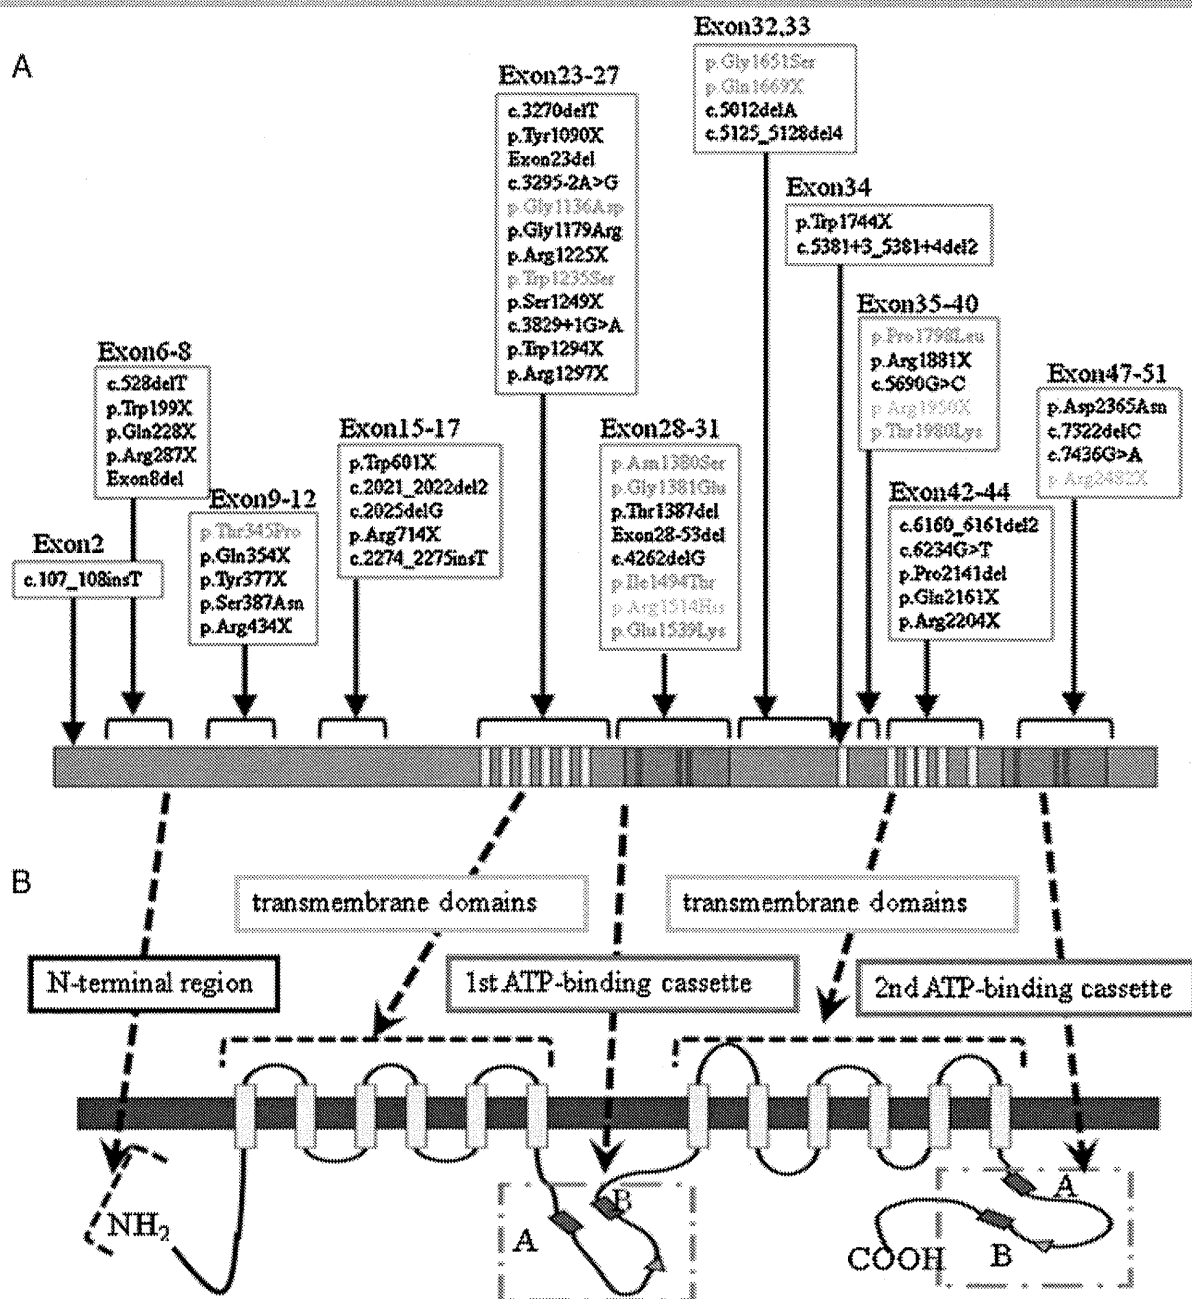 A
Exon2
c.107_108insT
Exon6-8
c.528delT
p.Trp199X
p.Gln228X
p.Arg287X
Exon8del
Exon9-12
p.Thr345Pro
p.Gln354X
p.Tyr377X
p.Ser387Asn
p.Arg434X
Exon15-17
p.Trp601X
c.2021_2022del2
c.2025delG
p.Arg714X
c.2274_2275insT
Exon23-27
c.3270delT
p.Tyr1090X
Exon23del
c.3295-2A>G
p.Gly1136Asp
p.Gly1179Arg
p.Arg1225X
p.Trp1235Ser
p.Ser1249X
c.3829+1G>A
p.Trp1294X
p.Arg1297X
Exon28-31
p.Asn1380Ser
p.Gly1381Glu
p.Thr1387del
Exon28-53del
c.4262delG
p.Ile1494Thr
p.Arg1514His
p.Glu1539Lys
Exon32,33
p.Gly1651Ser
p.Gln1669X
c.5012delA
c.5125_5128del4
Exon34
p.Trp1744X
c.5381+3_5381+4del2
Exon35-40
p.Pro1798Leu
p.Arg1881X
c.5690G>C
p.Arg1950X
p.Thr1980Lys
Exon42-44
c.6160_6161del2
c.6234G>T
p.Pro2141del
p.Gln2161X
p.Arg2204X
Exon47-51
p.Asp2365Asn
c.7322delC
c.7436G>A
p.Arg2482X
B
transmembrane domains
transmembrane domains
N-terminal region
1st ATP-binding cassette
2nd ATP-binding cassette
NH2
A
B
A
B
COOH